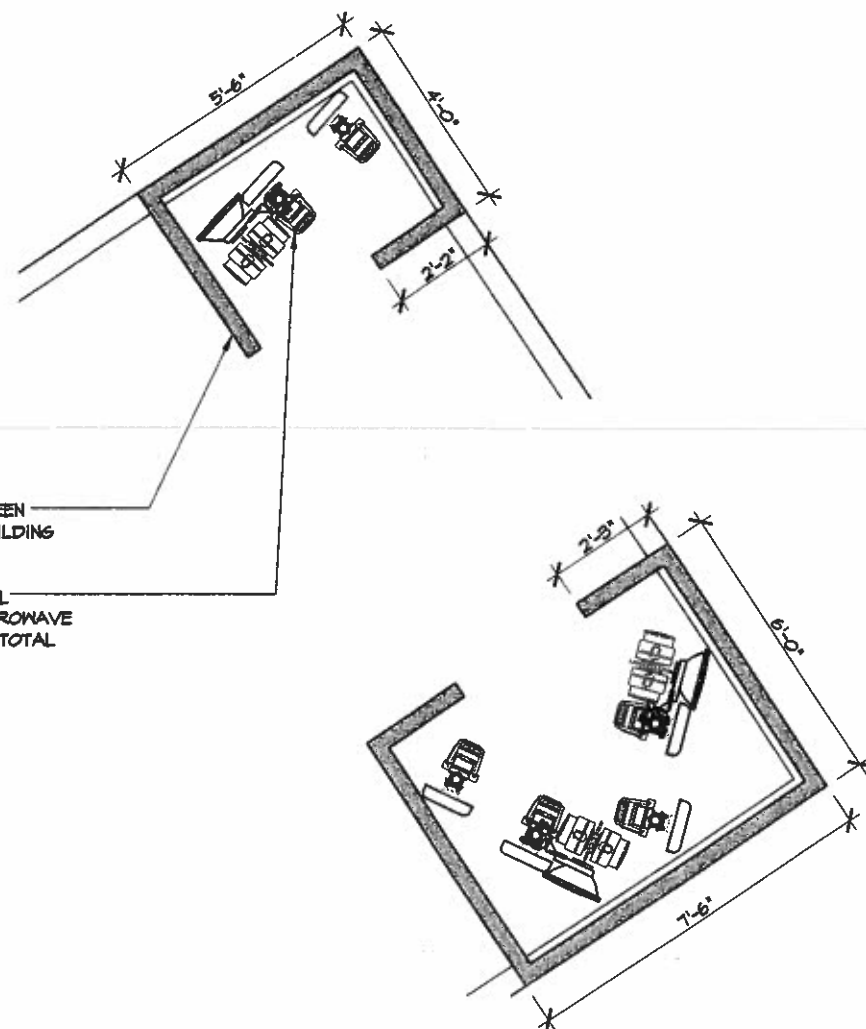 5'-6"
4'-0"
2'-2"
EEN
ILDING
L
ROWAVE
TOTAL
2'-3"
6'-0"
7'-6"